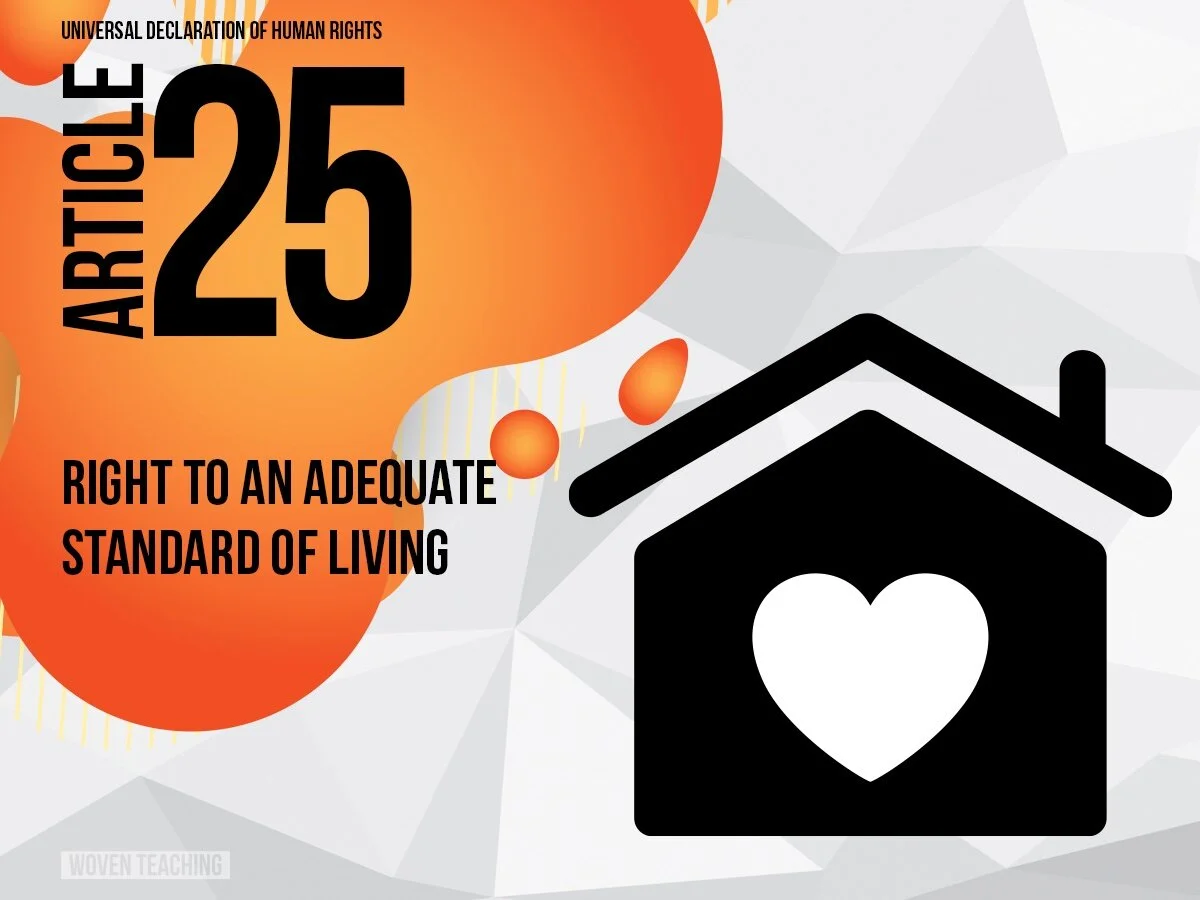 UNIVERSAL DECLARATION OF HUMAN RIGHTS
ARTICLE
25
RIGHT TO AN ADEQUATE
STANDARD OF LIVING
WOVEN TEACHING